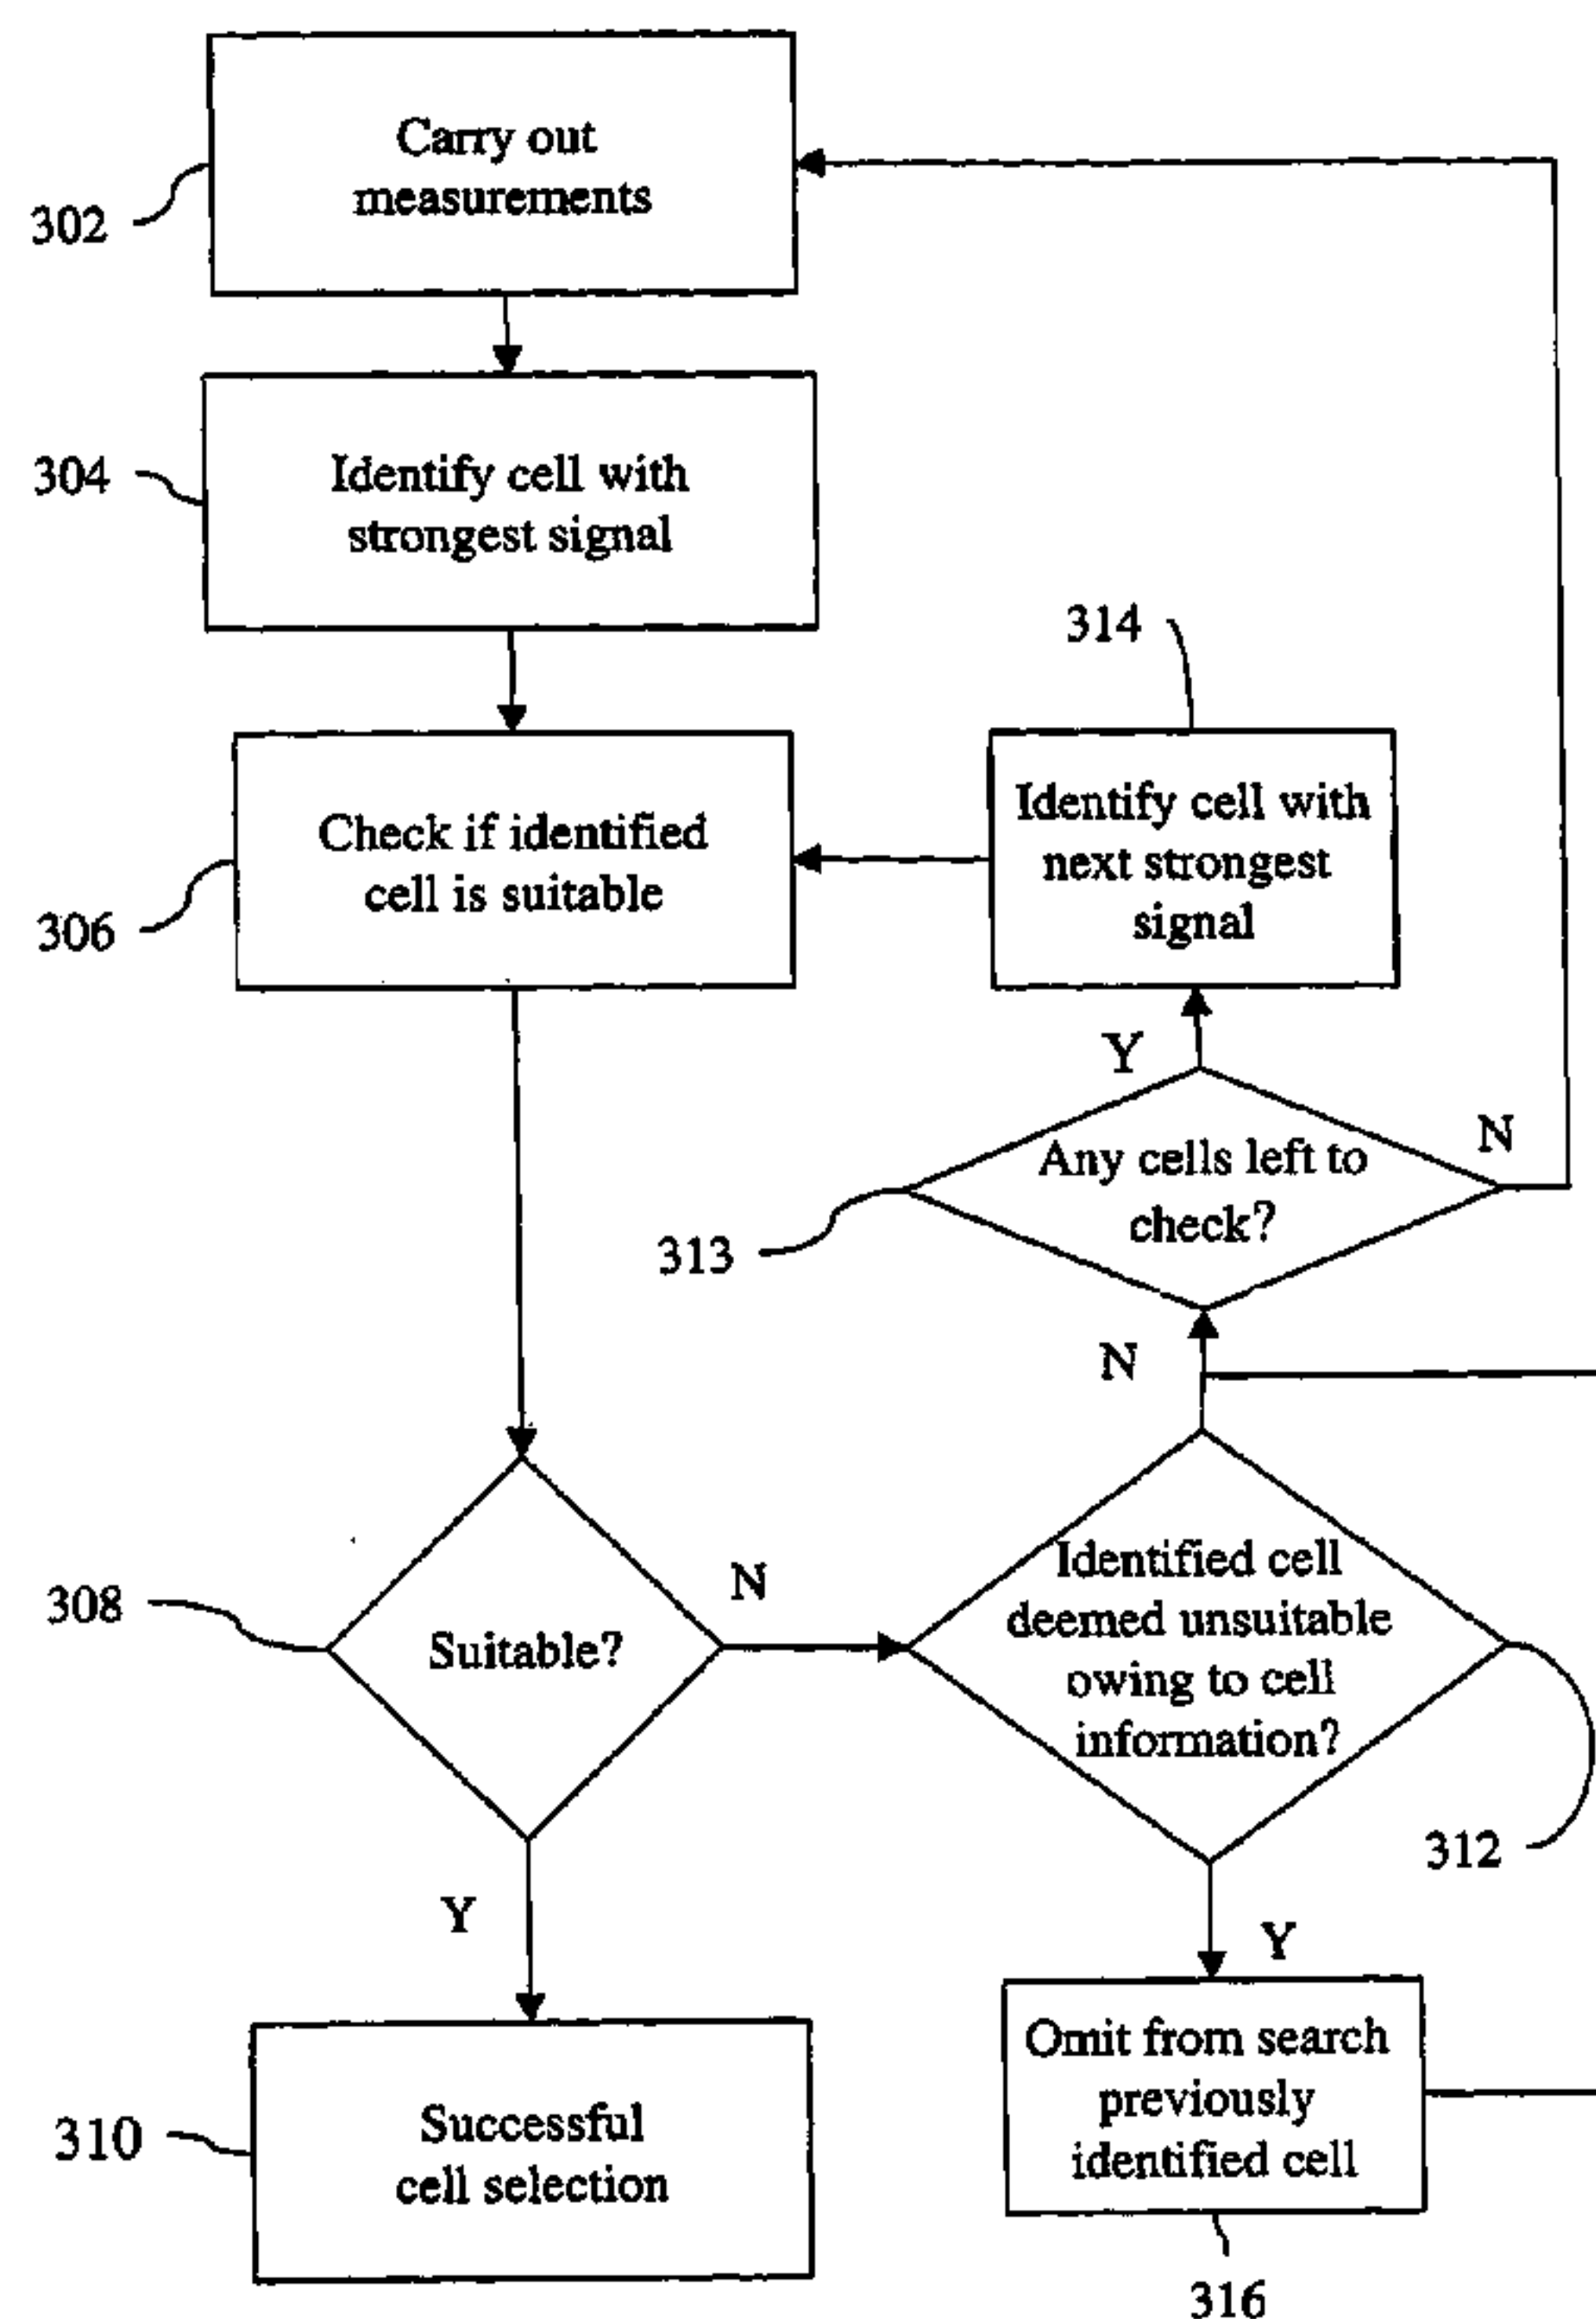 Carry out
measurements
302
Identify cell with
strongest signal
304
314
Check if identified
cell is suitable
306
Identify cell with
next strongest
signal
Y
N
Any cells left to
check?
313
N
308
Suitable?
N
Identified cell
deemed unsuitable
owing to cell
information?
312
Y
Y
310
Successful
cell selection
Omit from search
previously
identified cell
316